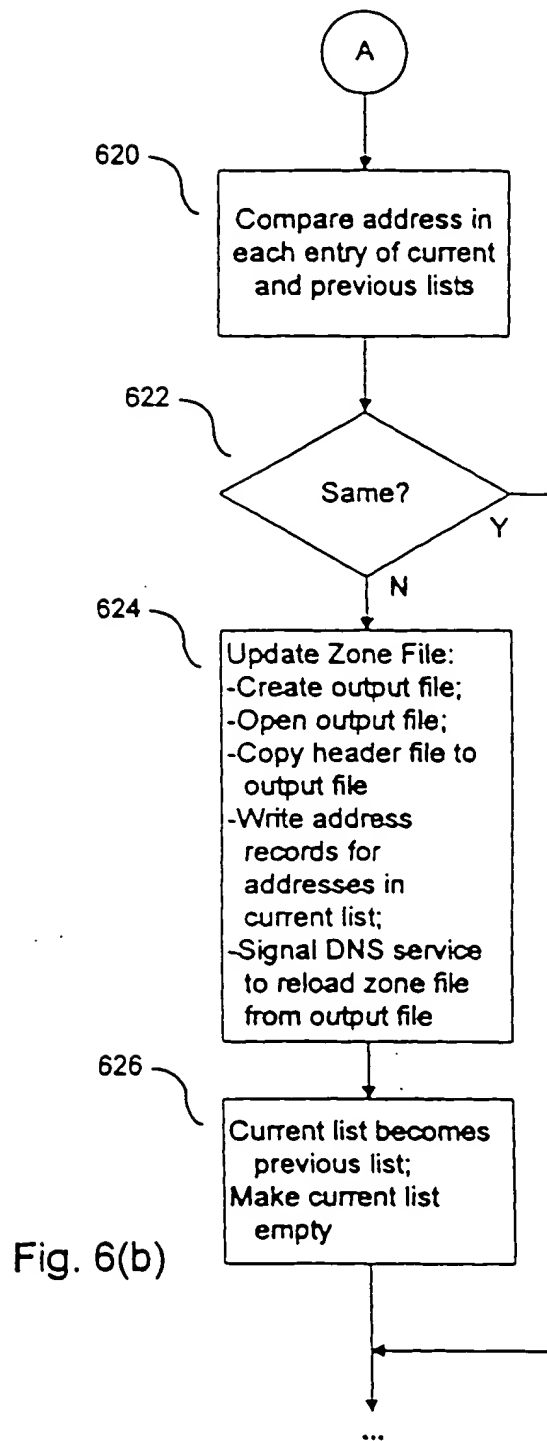 A
620
Compare address in
each entry of current
and previous lists
622
Same?
Y
N
624
Update Zone File:
-Create output file;
-Open output file;
-Copy header file to
output file
-Write address
records for
addresses in
current list;
-Signal DNS service
to reload zone file
from output file
626
Current list becomes
previous list;
Make current list
empty
Fig. 6(b)
...